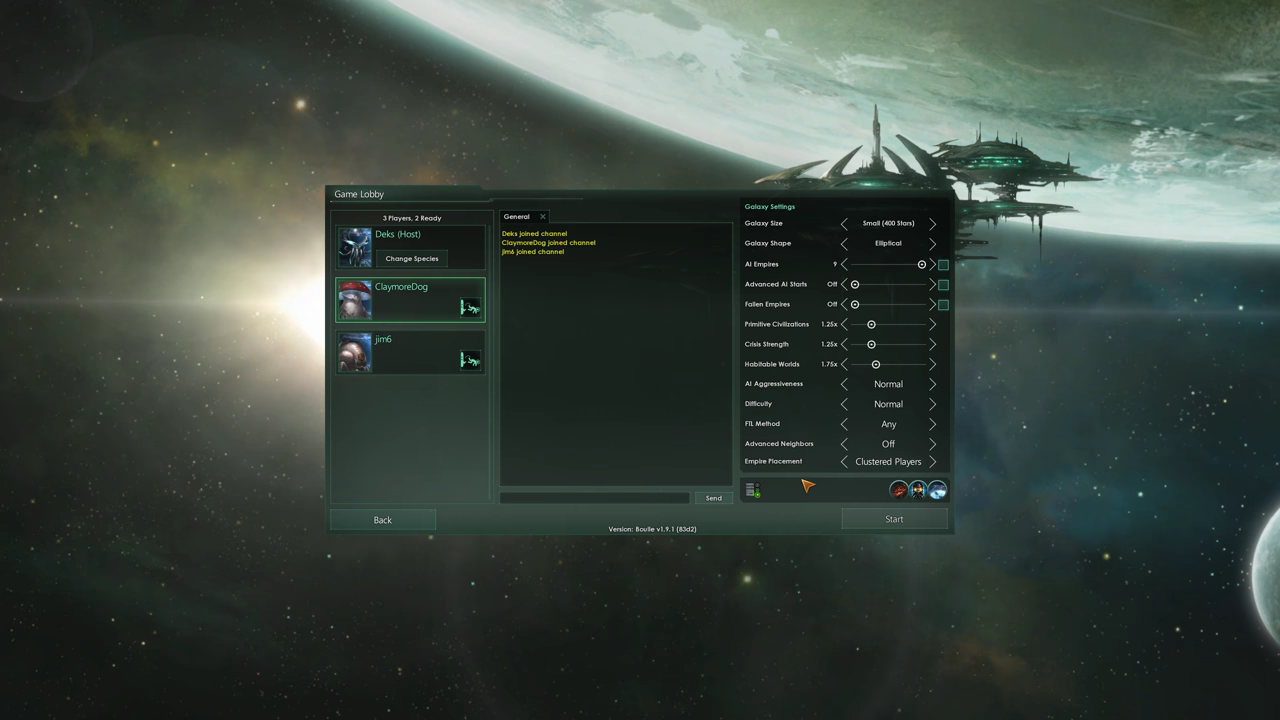 Game Lobby
3 Players, 2 Ready
Deks (Host)
Change Species
ClaymoreDog
jim6
Back
General
Deks joined channel
ClaymoreDog joined channel
jim6 joined channel
Send
Version: Boulle v1.9.1 (83d2)
Galaxy Settings
Galaxy Size Small (400 Stars)
Galaxy Shape Elliptical
AI Empires 9
Advanced AI Starts Off
Fallen Empires Off
Primitive Civilizations 1.25x
Crisis Strength 1.25x
Habitable Worlds 1.75x
AI Aggressiveness Normal
Difficulty Normal
FTL Method Any
Advanced Neighbors Off
Empire Placement Clustered Players
Start